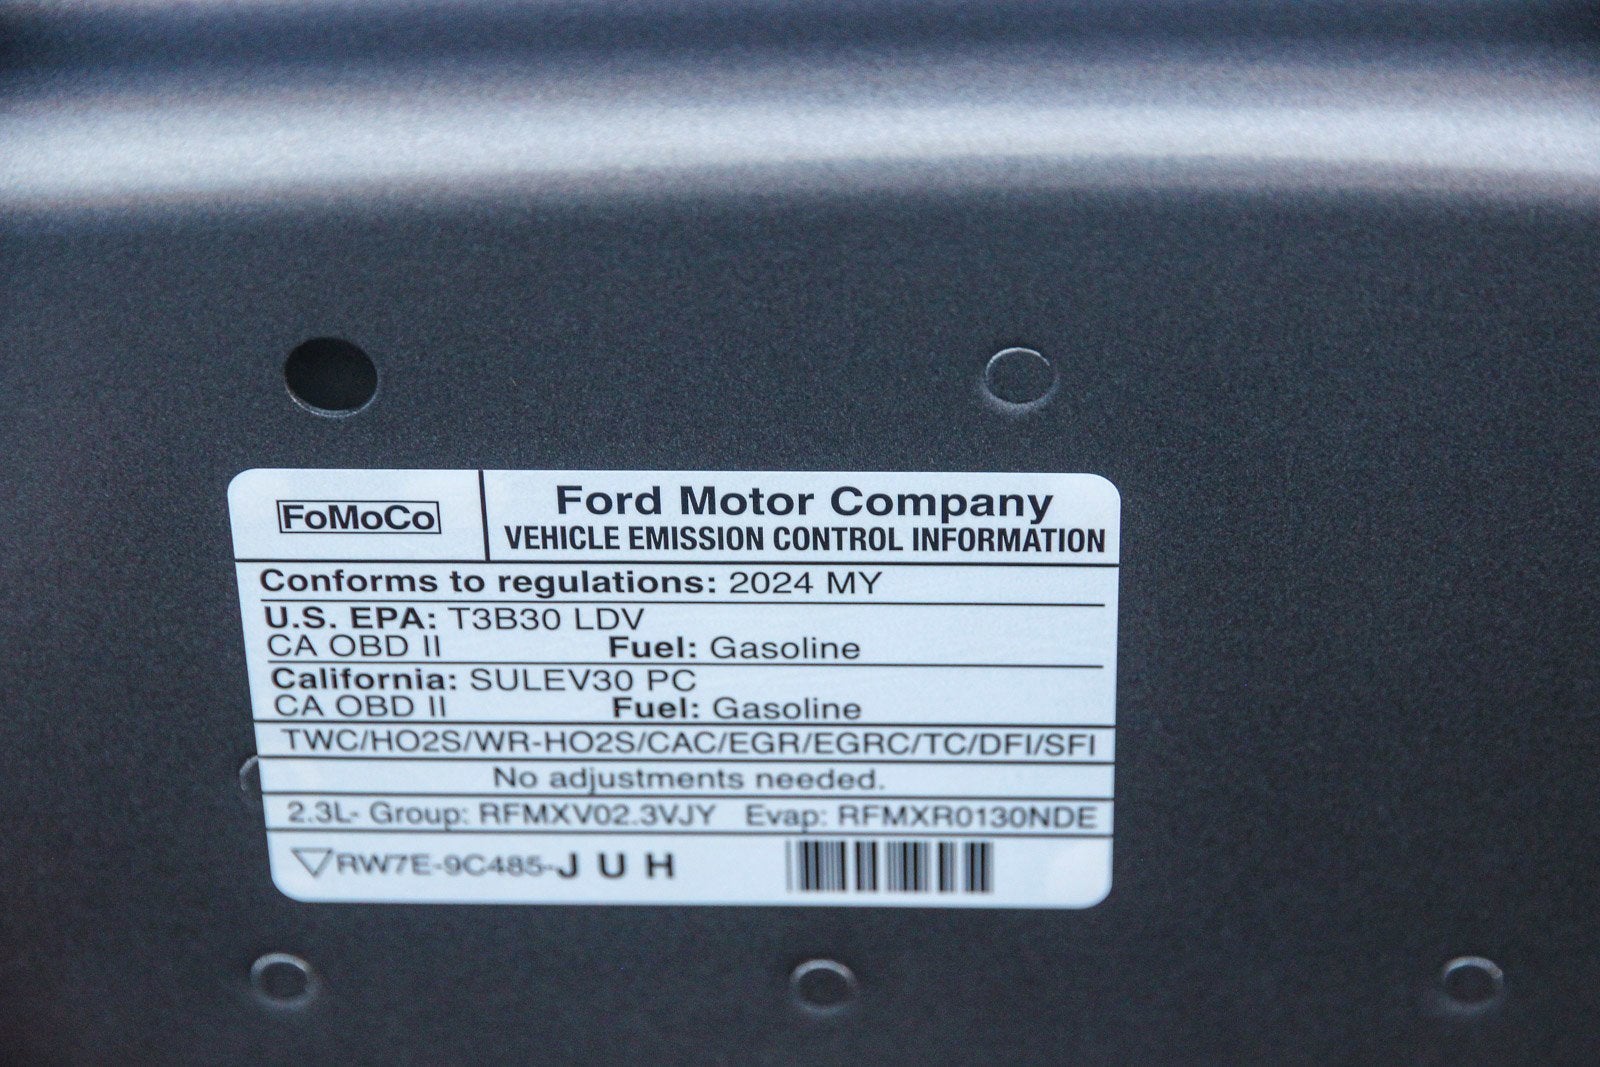 FoMoCo
Ford Motor Company
VEHICLE EMISSION CONTROL INFORMATION
Conforms to regulations: 2024 MY
U.S. EPA: T3B30 LDV
CA OBD II Fuel: Gasoline
California: SULEV30 PC
CA OBD II Fuel: Gasoline
TWC/HO2S/WR-HO2S/CAC/EGR/EGRC/TC/DFI/SFI
No adjustments needed.
2.3L- Group: RFMXV02.3VJY Evap: RFMXR0130NDE
RW7E-9C485-J U H